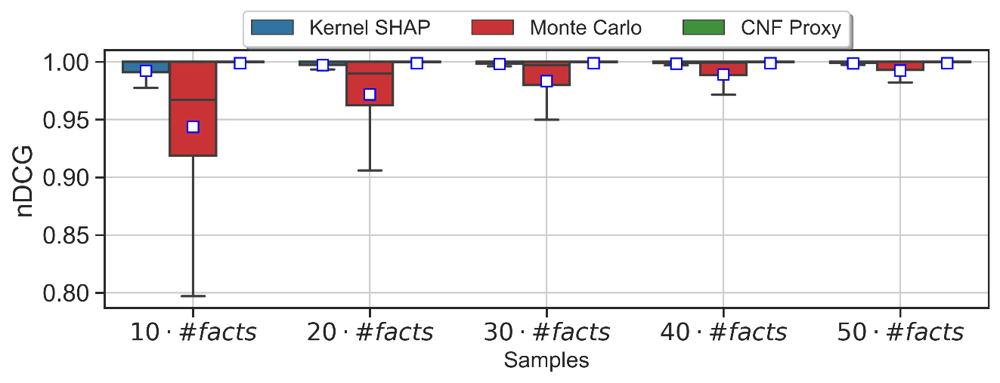 Kernel SHAP Monte Carlo CNF Proxy
1.00
0.95
0.90
0.85
0.80
nDCG
10 · #facts 20 · #facts 30 · #facts 40 · #facts 50 · #facts
Samples